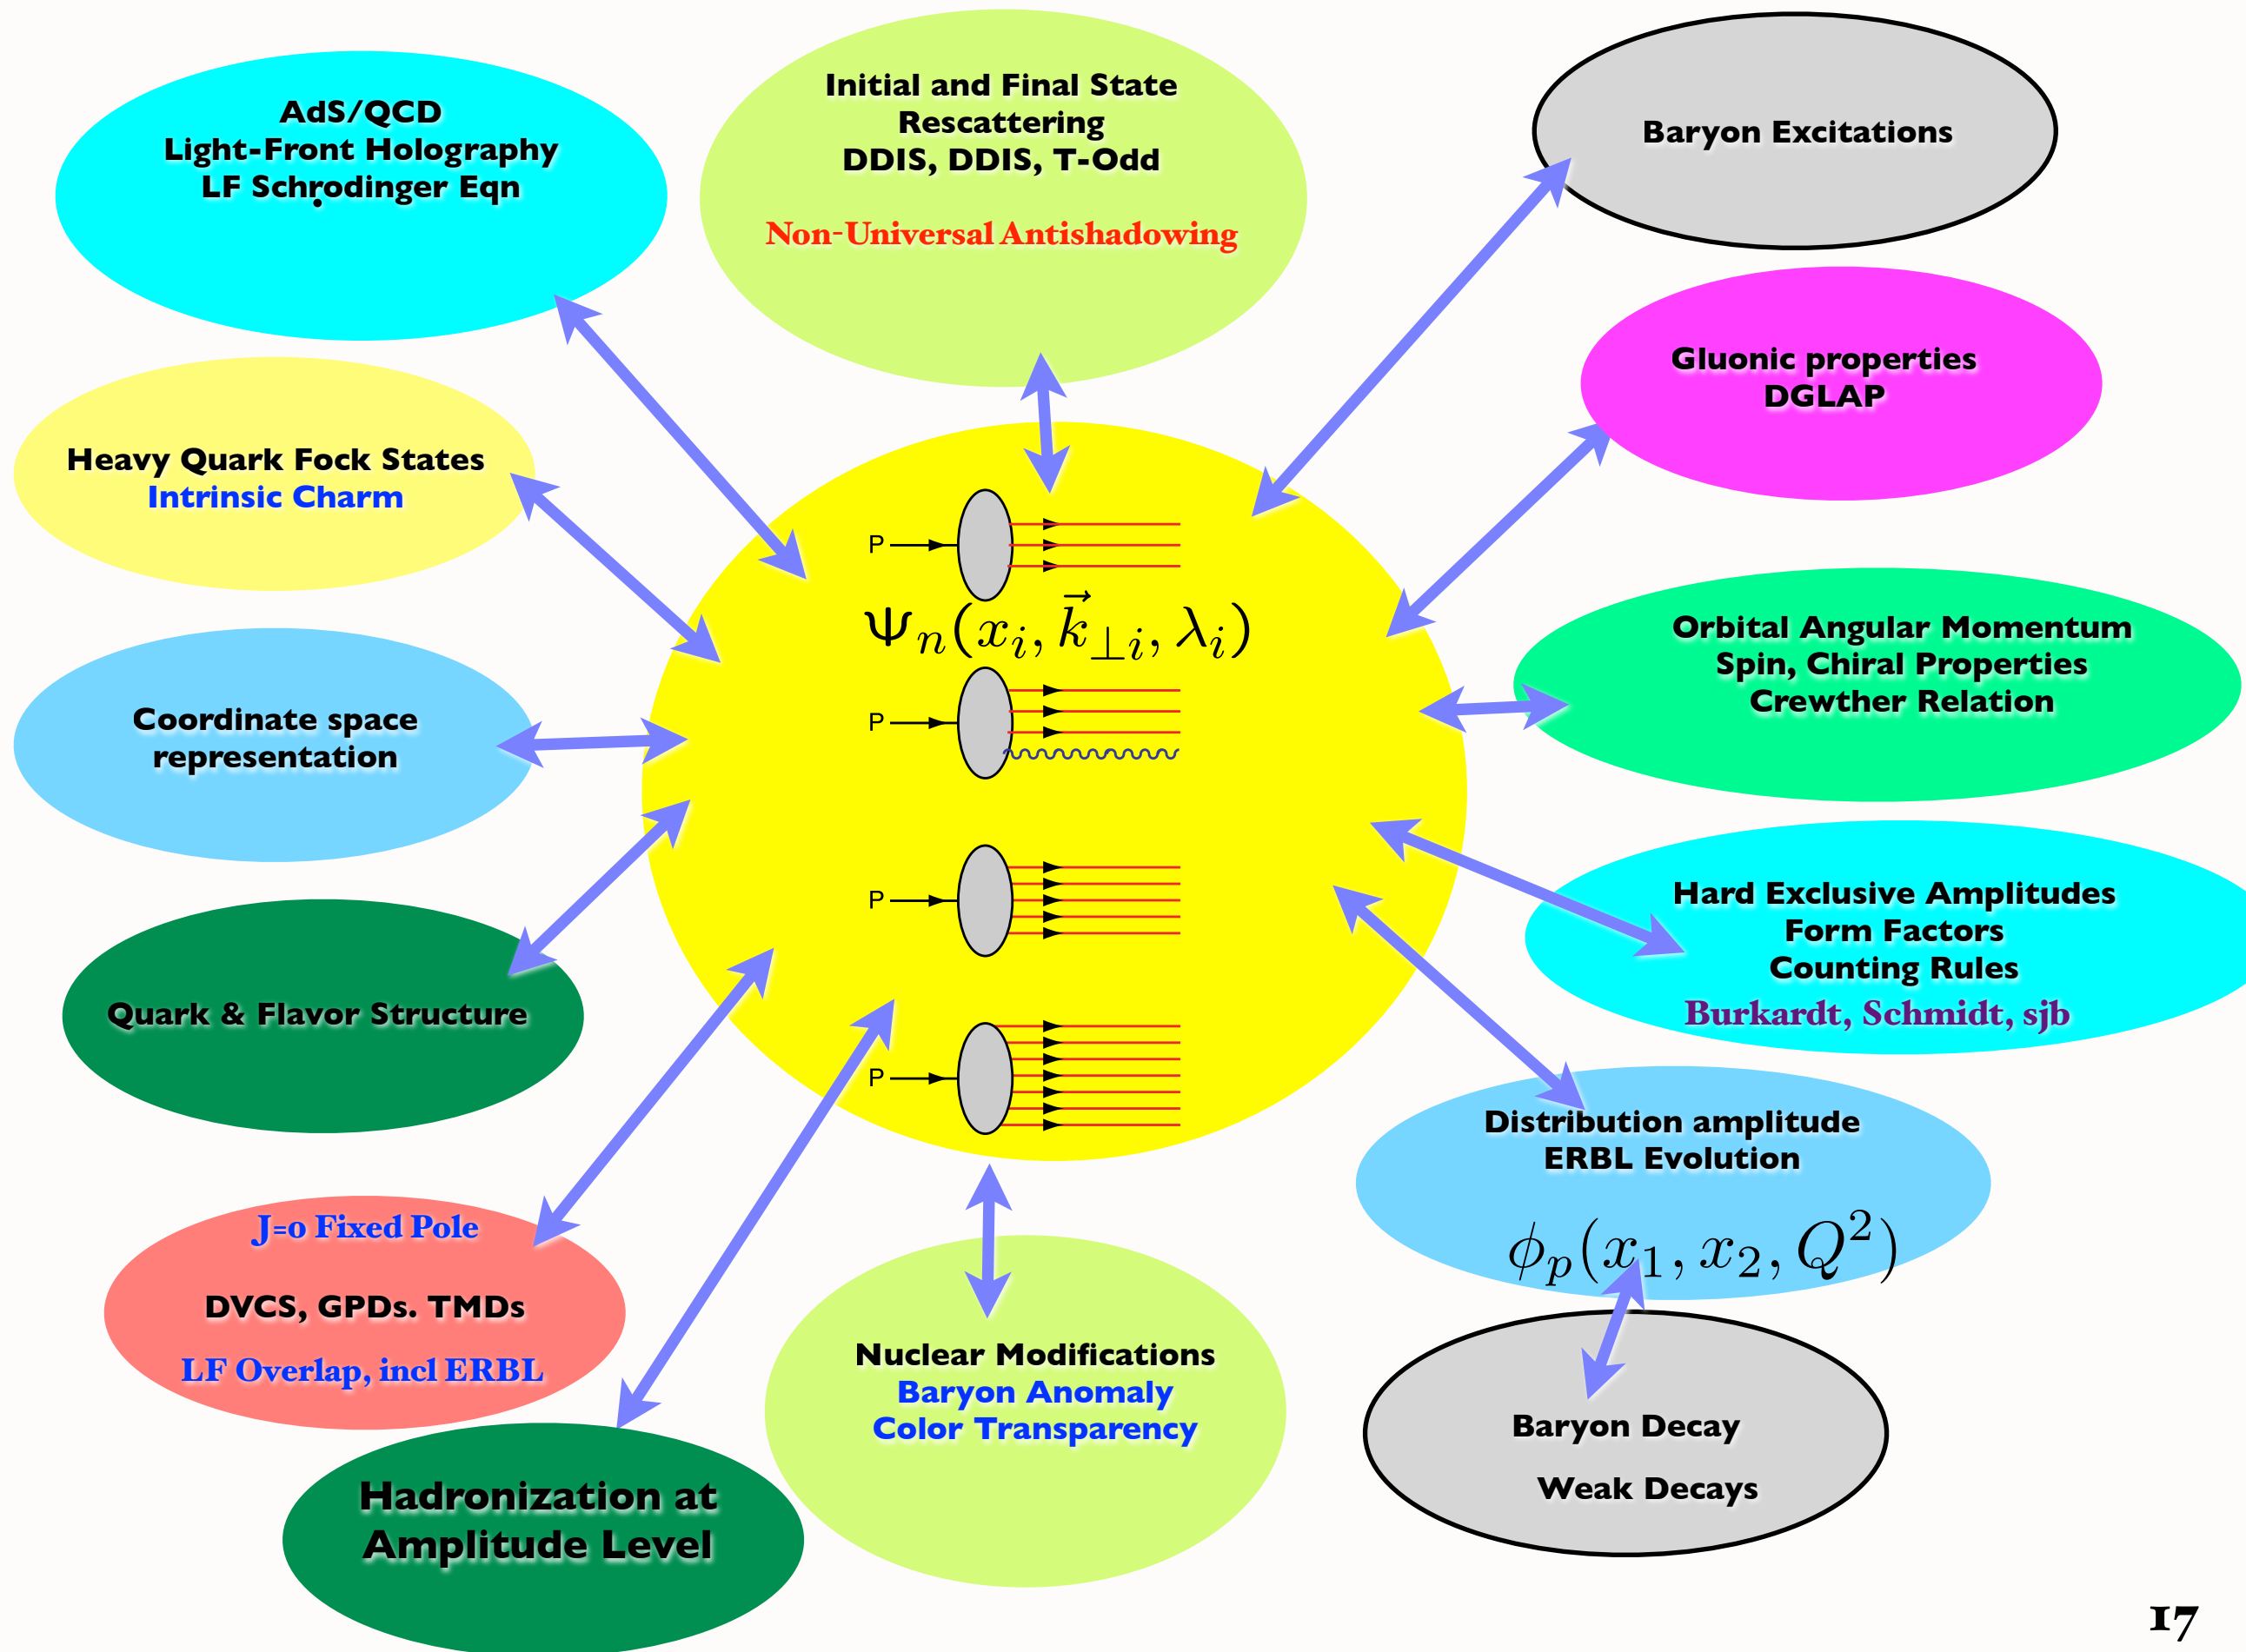 AdS/QCD
Light-Front Holography
LF Schrodinger Eqn
Initial and Final State
Rescattering
DDIS, DDIS, T-Odd
Non-Universal Antishadowing
Baryon Excitations
Gluonic properties
DGLAP
Heavy Quark Fock States
Intrinsic Charm
P
Ψₙ(xᵢ, k⃗⊥ᵢ, λᵢ)
P
P
P
Orbital Angular Momentum
Spin, Chiral Properties
Crewther Relation
Coordinate space
representation
Hard Exclusive Amplitudes
Form Factors
Counting Rules
Burkardt, Schmidt, sjb
Quark & Flavor Structure
Distribution amplitude
ERBL Evolution
ϕₚ(x₁, x₂, Q²)
J=0 Fixed Pole
DVCS, GPDs. TMDs
LF Overlap, incl ERBL
Nuclear Modifications
Baryon Anomaly
Color Transparency
Baryon Decay
Weak Decays
Hadronization at
Amplitude Level
17